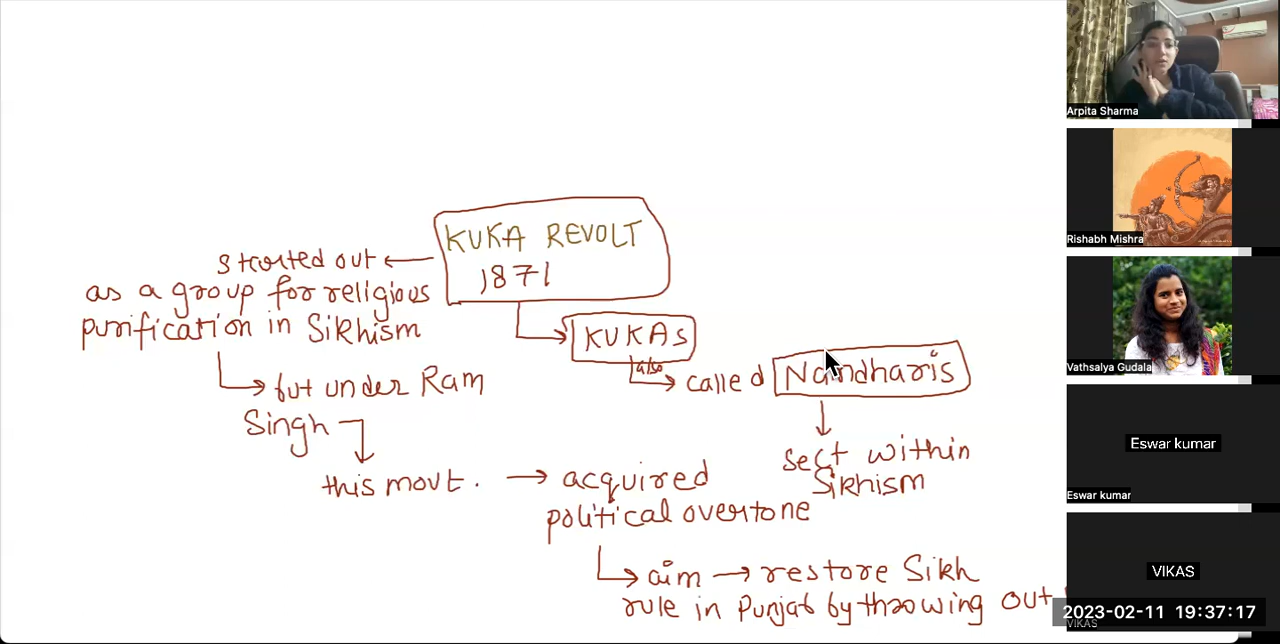 KUKA REVOLT
1871
started out ←
as a group for religious
purification in Sikhism
→ but under Ram
Singh
this movt. → acquired
political overtone
→ aim → restore Sikh
rule in Punjab by throwing out
KUKAs
also
→ called Namdharis
sect within
Sikhism
Arpita Sharma
Rishabh Mishra
Vathsalya Gudala
Eswar kumar
Eswar kumar
VIKAS
2023-02-11 19:37:17
VIKAS